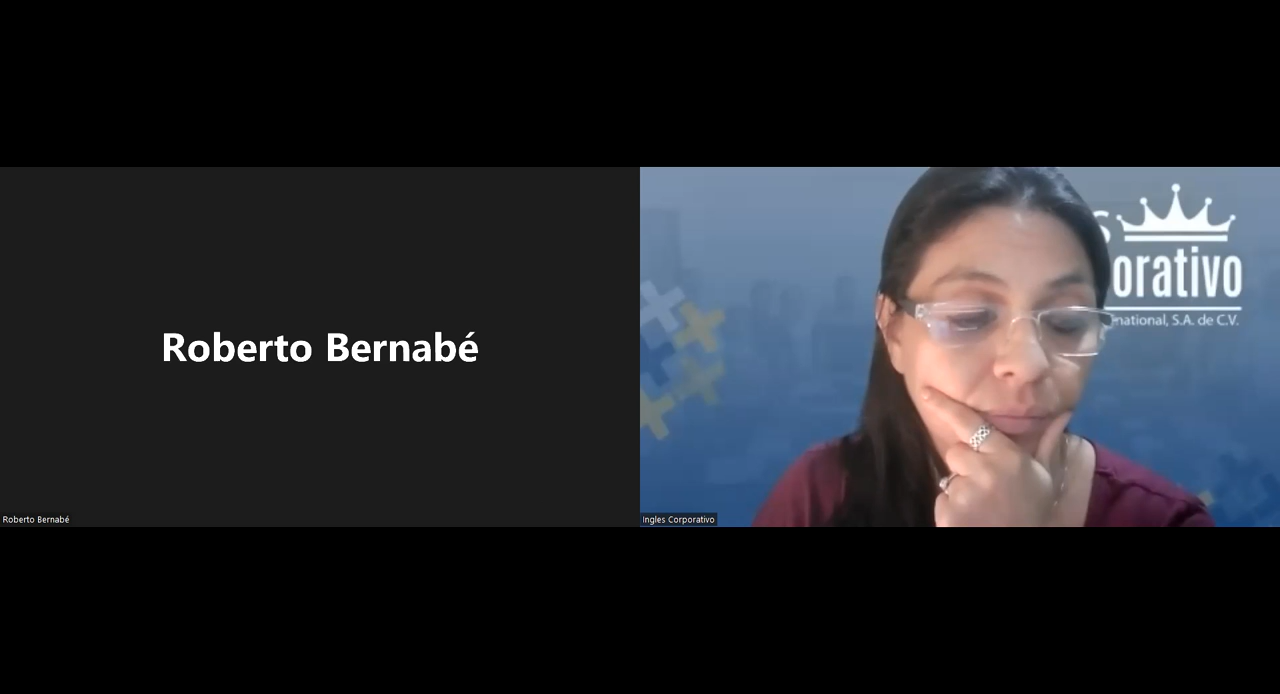 Roberto Bernabé
Roberto Bernabé
S
orativo
national, S.A. de C.V.
Ingles Corporativo